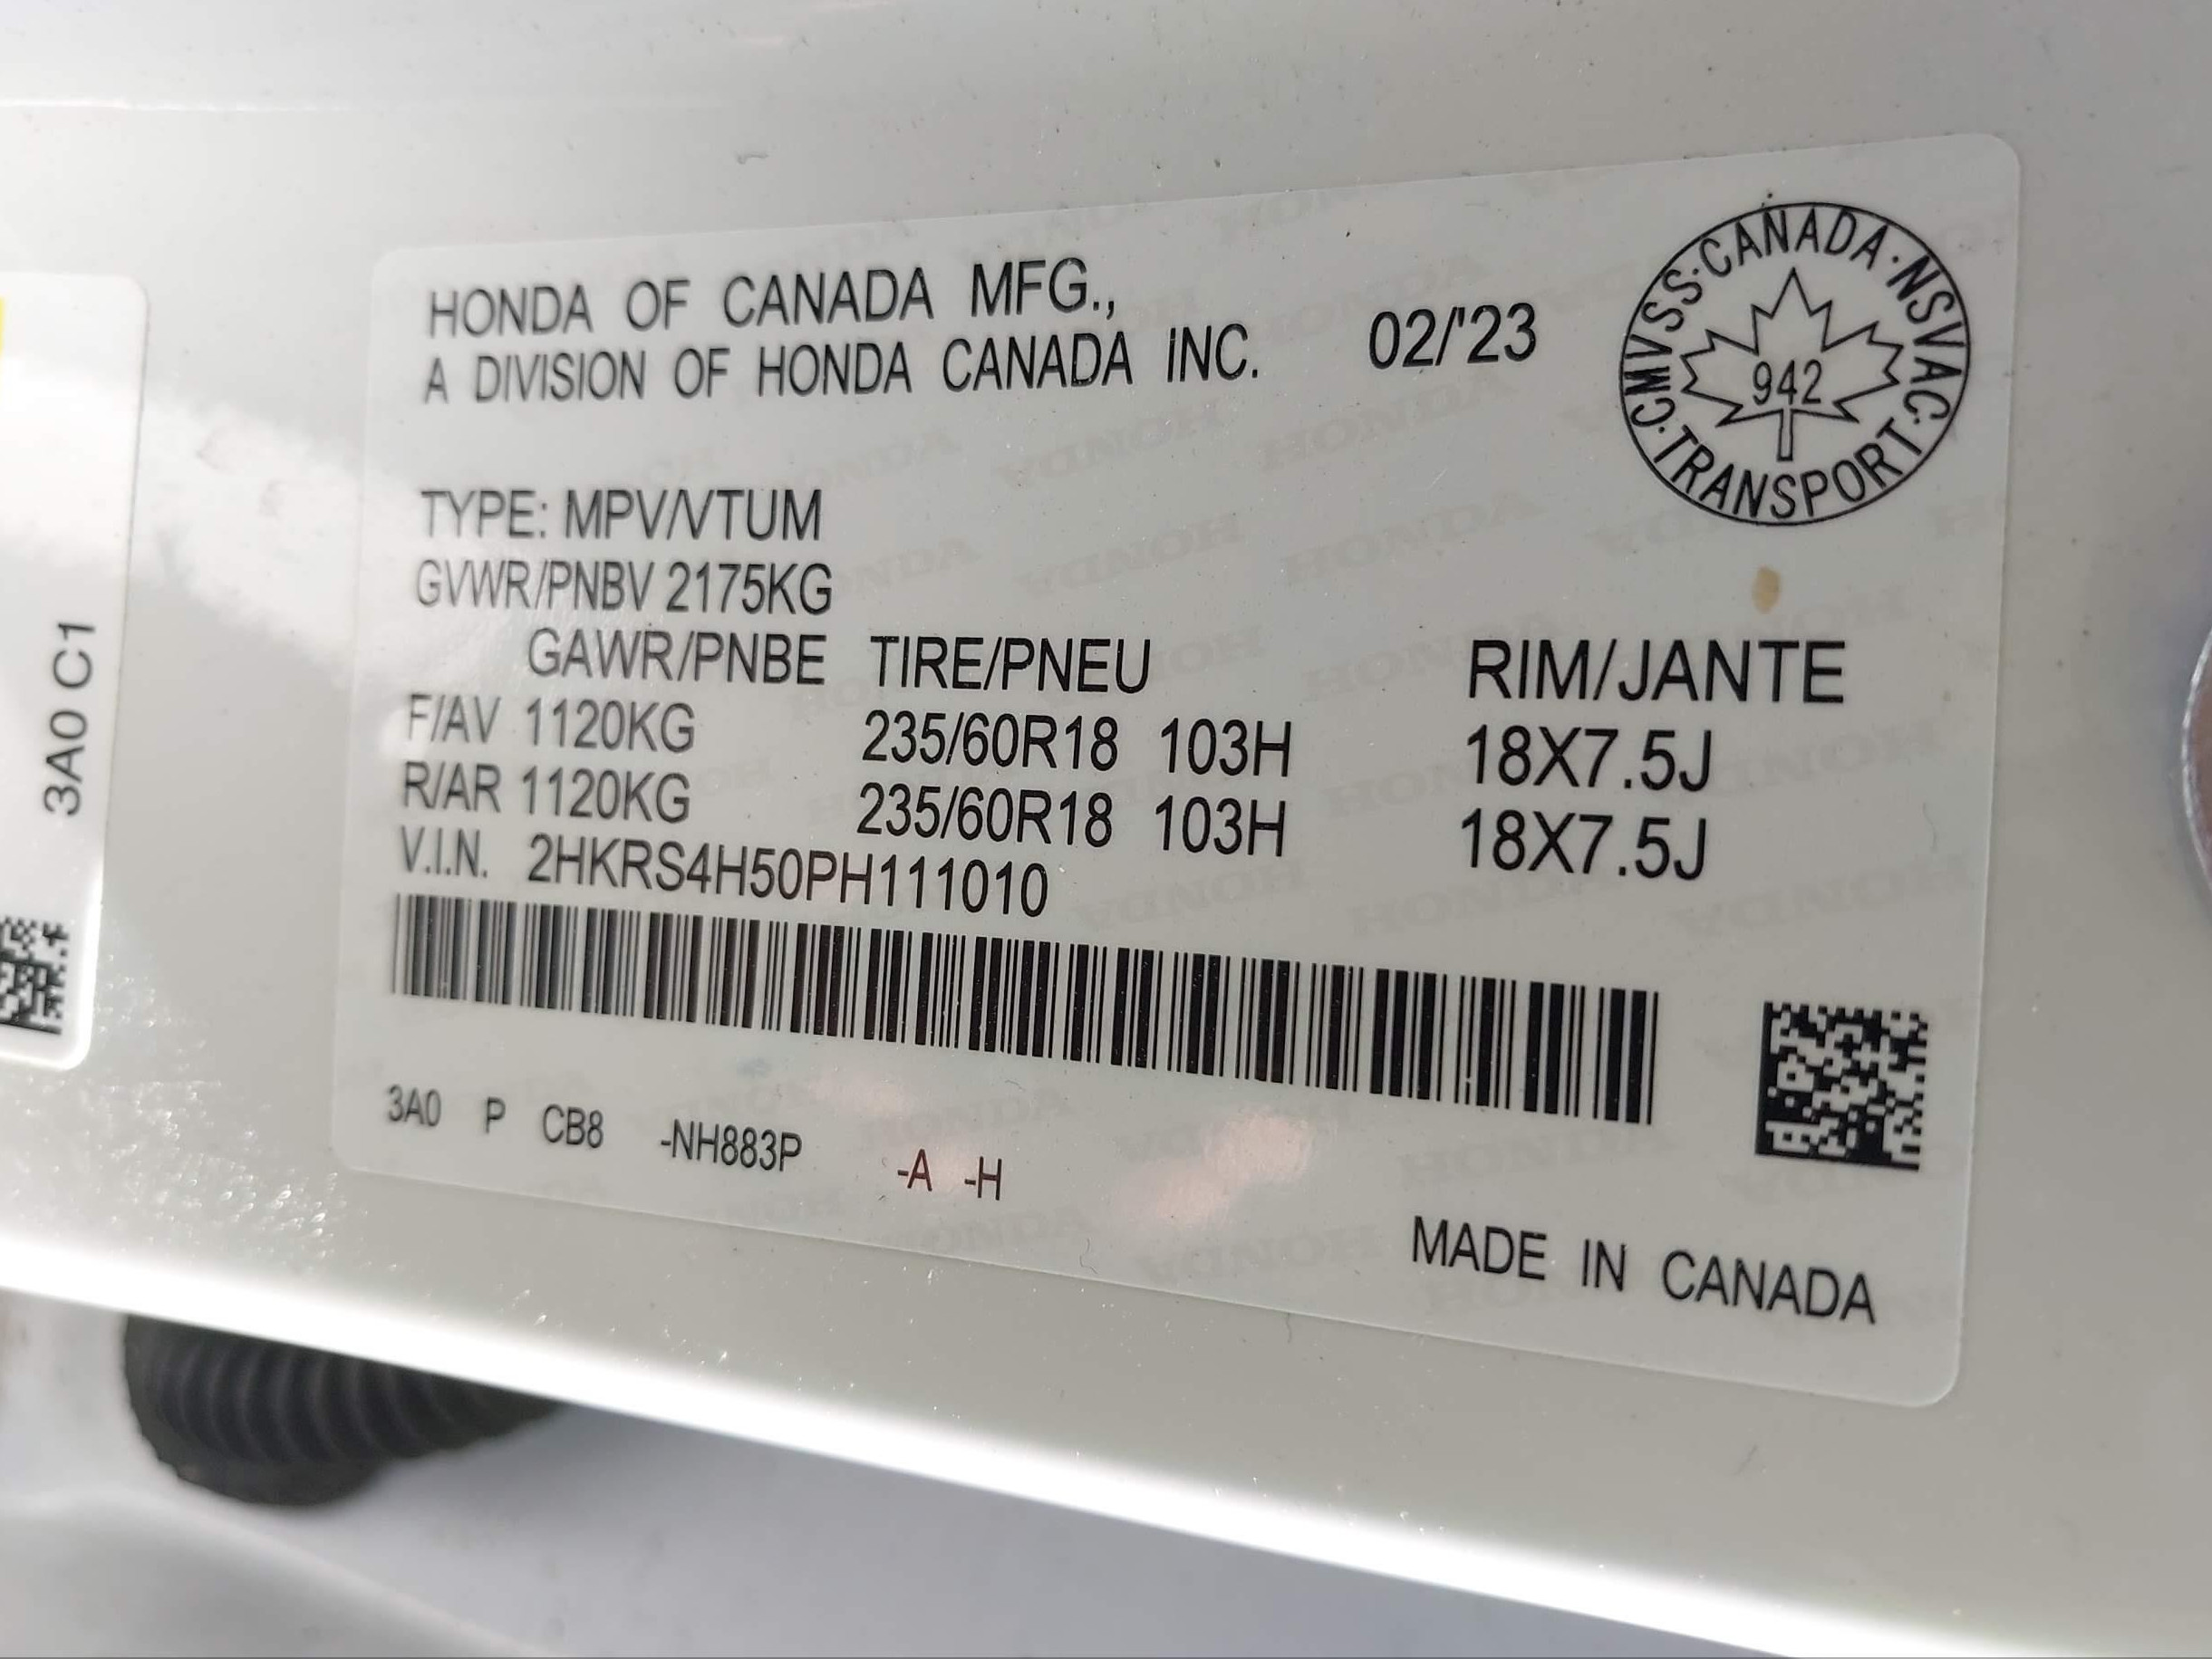 HONDA OF CANADA MFG.,
A DIVISION OF HONDA CANADA INC.
02/'23
CMVSS·CANADA·NSVAC·TRANSPORT·
942
TYPE: MPV/VTUM
GVWR/PNBV 2175KG
GAWR/PNBE TIRE/PNEU RIM/JANTE
F/AV 1120KG 235/60R18 103H 18X7.5J
R/AR 1120KG 235/60R18 103H 18X7.5J
V.I.N. 2HKRS4H50PH111010
3A0 P CB8 -NH883P -A -H
MADE IN CANADA
3A0 C1